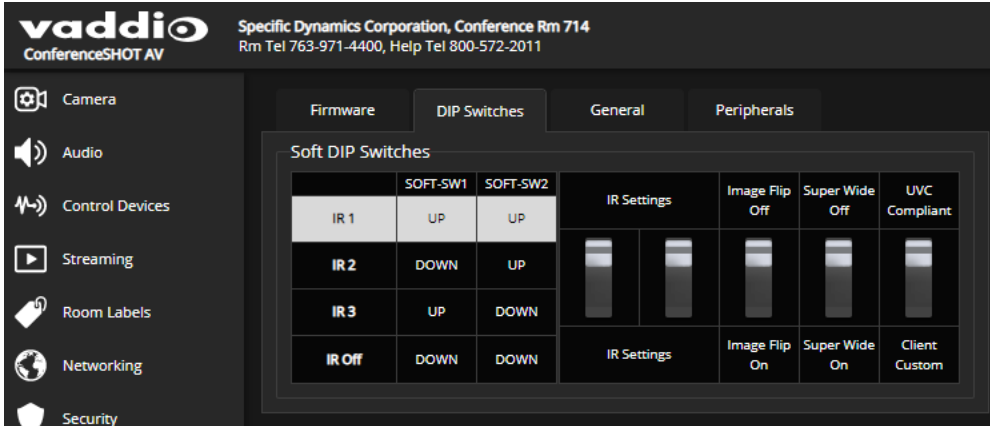 vaddio
ConferenceSHOT AV
Specific Dynamics Corporation, Conference Rm 714
Rm Tel 763-971-4400, Help Tel 800-572-2011
Camera
Audio
Control Devices
Streaming
Room Labels
Networking
Security
Firmware
DIP Switches
General
Peripherals
Soft DIP Switches
SOFT-SW1 SOFT-SW2
IR 1 UP UP
IR 2 DOWN UP
IR 3 UP DOWN
IR Off DOWN DOWN
IR Settings
Image Flip
Off
Super Wide
Off
UVC
Compliant
IR Settings
Image Flip
On
Super Wide
On
Client
Custom